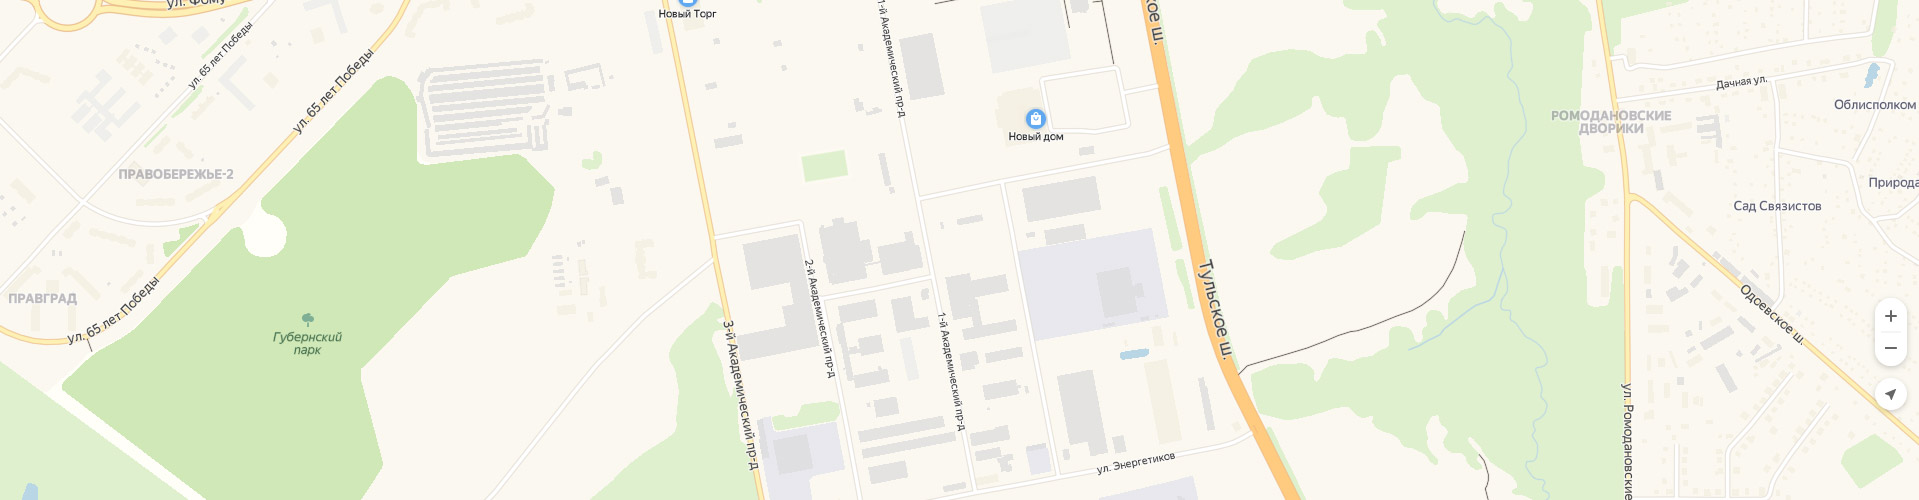 ул. Фому
Новый Торг
1-й Академический пр-д
кое ш.
ул. 65 лет Победы
ул. 65 лет Победы
Дачная ул.
Облисполком
РОМОДАНОВСКИЕ
ДВОРИКИ
Новый дом
ПРАВОБЕРЕЖЬЕ-2
Природа
Сад Связистов
ПРАВГРАД
ул. 65 лет Победы
Губернский
парк
2-й Академический пр-д
3-й Академический пр-д
1-й Академический пр-д
Тульское ш.
Одоевское ш.
ул. Ромодановские
ул. Энергетиков